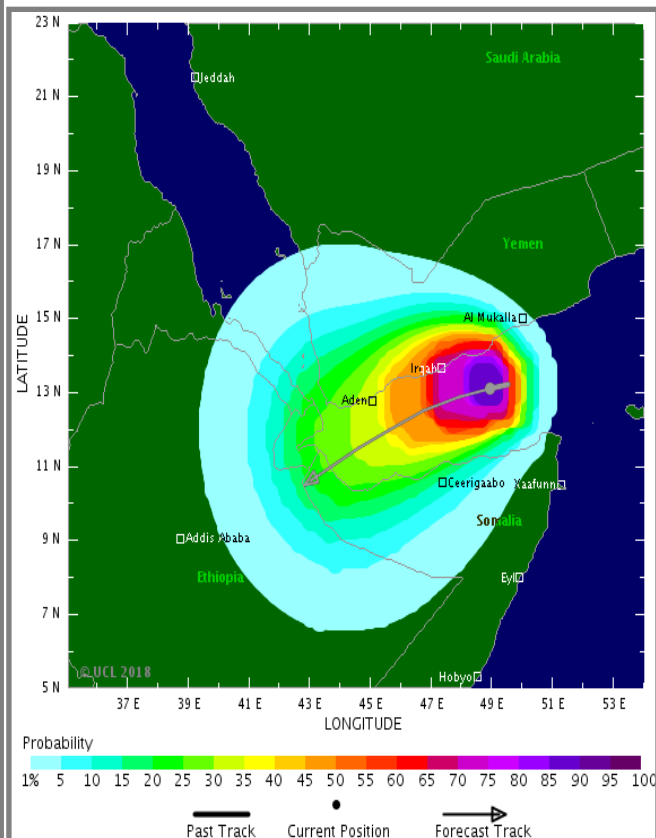 23 N
21 N
19 N
17 N
15 N
13 N
11 N
9 N
7 N
5 N
LATITUDE
Saudi Arabia
Jeddah
Yemen
Al Mukalla
Irqah
Aden
Ceerigaabo
Xaafunn
Addis Ababa
Somalia
Ethiopia
Eyl
Hobyo
© UCL 2018
37 E 39 E 41 E 43 E 45 E 47 E 49 E 51 E 53 E
LONGITUDE
Probability
1% 5 10 15 20 25 30 35 40 45 50 55 60 65 70 75 80 85 90 95 100
Past Track
Current Position
Forecast Track